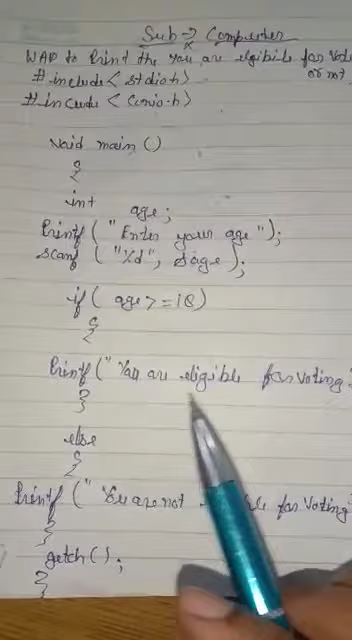 Sub → Computer
WAP to Print the You are eligible for Vote
or not
#include < stdio.h)
#include < Conio.h)
Void main ()
{
int age;
Printf ( "Enter your age ");
Scanf ( "%d", &age);
if ( age >= 18)
{
Printf ("You are eligible for Voting
}
else
{
Printf (" You are not for Voting"
}
getch();
}